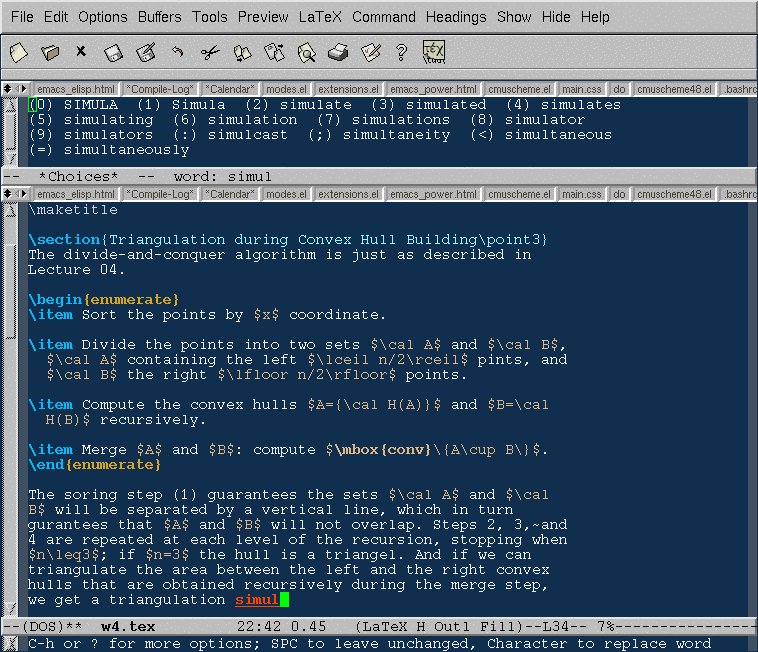 File Edit Options Buffers Tools Preview LaTeX Command Headings Show Hide Help
emacs_elisp.html *Compile-Log* *Calendar* modes.el extensions.el emacs_power.html cmuscheme.el main.css do cmuscheme48.el .bashrc
(0) SIMULA (1) Simula (2) simulate (3) simulated (4) simulates
(5) simulating (6) simulation (7) simulations (8) simulator
(9) simulators (:) simulcast (;) simultaneity (<) simultaneous
(=) simultaneously
-- *Choices* -- word: simul
emacs_elisp.html *Compile-Log* *Calendar* modes.el extensions.el emacs_power.html cmuscheme.el main.css do cmuscheme48.el .bashrc
\maketitle
\section{Triangulation during Convex Hull Building\point3}
The divide-and-conquer algorithm is just as described in
Lecture 04.
\begin{enumerate}
\item Sort the points by $x$ coordinate.
\item Divide the points into two sets $\cal A$ and $\cal B$,
$\cal A$ containing the left $\lceil n/2\rceil$ pints, and
$\cal B$ the right $\lfloor n/2\rfloor$ points.
\item Compute the convex hulls $A={\cal H(A)}$ and $B=\cal
H(B)$ recursively.
\item Merge $A$ and $B$: compute $\mbox{conv}\{A\cup B\}$.
\end{enumerate}
The soring step (1) guarantees the sets $\cal A$ and $\cal
B$ will be separated by a vertical line, which in turn
gurantees that $A$ and $B$ will not overlap. Steps 2, 3,~and
4 are repeated at each level of the recursion, stopping when
$n\leq3$; if $n=3$ the hull is a triangel. And if we can
triangulate the area between the left and the right convex
hulls that are obtained recursively during the merge step,
we get a triangulation simul
--(DOS)** w4.tex 22:42 0.45 (LaTeX H Outl Fill)--L34-- 7%----------------
C-h or ? for more options; SPC to leave unchanged, Character to replace word